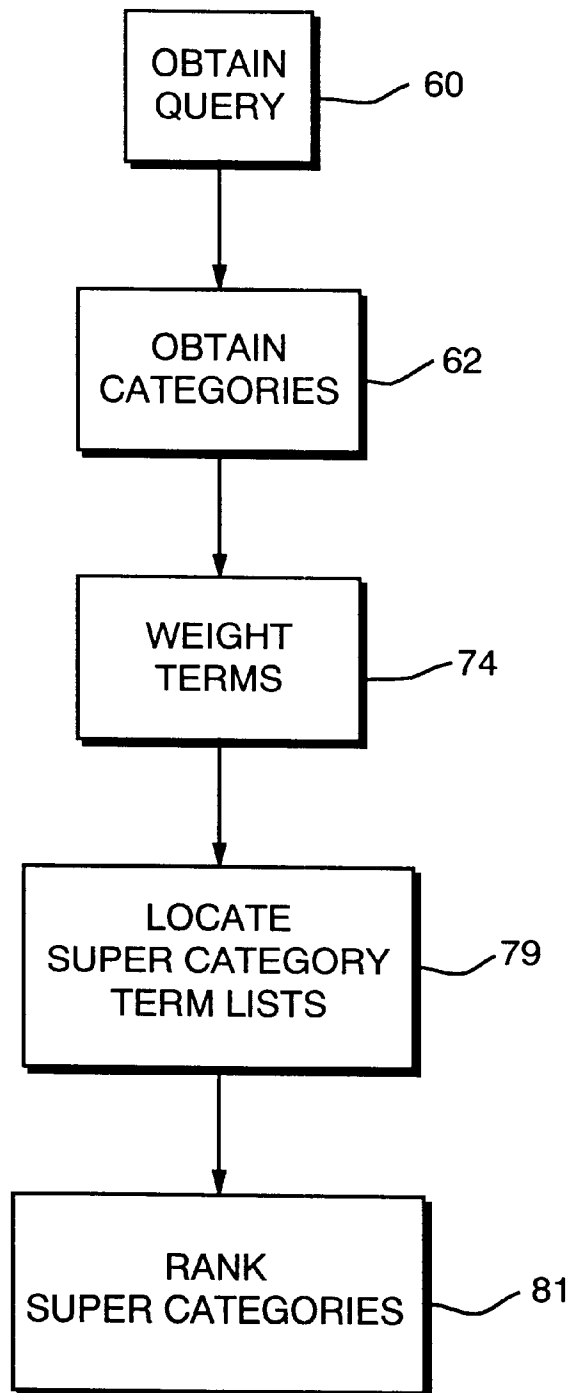 OBTAIN
QUERY
60
OBTAIN
CATEGORIES
62
WEIGHT
TERMS
74
LOCATE
SUPER CATEGORY
TERM LISTS
79
RANK
SUPER CATEGORIES
81